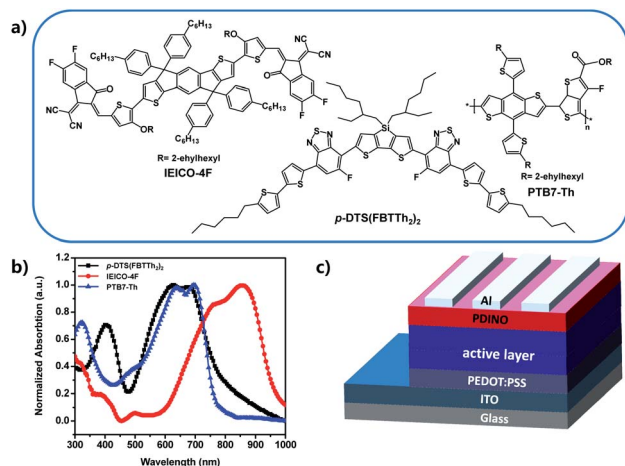 a)
C₆H₁₃
C₆H₁₃
OR
NC
CN
F
F
O
S
S
S
S
O
F
F
NC
CN
OR
C₆H₁₃
C₆H₁₃
R= 2-ehylhexyl
IEICO-4F
Si
N
S
N
N
S
N
F
F
S
S
S
S
S
S
p-DTS(FBTTh₂)₂
R
S
O
OR
F
S
S
S
S
*
*
n
S
R
R= 2-ehylhexyl
PTB7-Th
b)
Normalized Absorbtion (a.u.)
1.0
0.8
0.6
0.4
0.2
0.0
p-DTS(FBTTh₂)₂
IEICO-4F
PTB7-Th
300 400 500 600 700 800 900 1000
Wavelength (nm)
c)
Al
PDINO
active layer
PEDOT:PSS
ITO
Glass